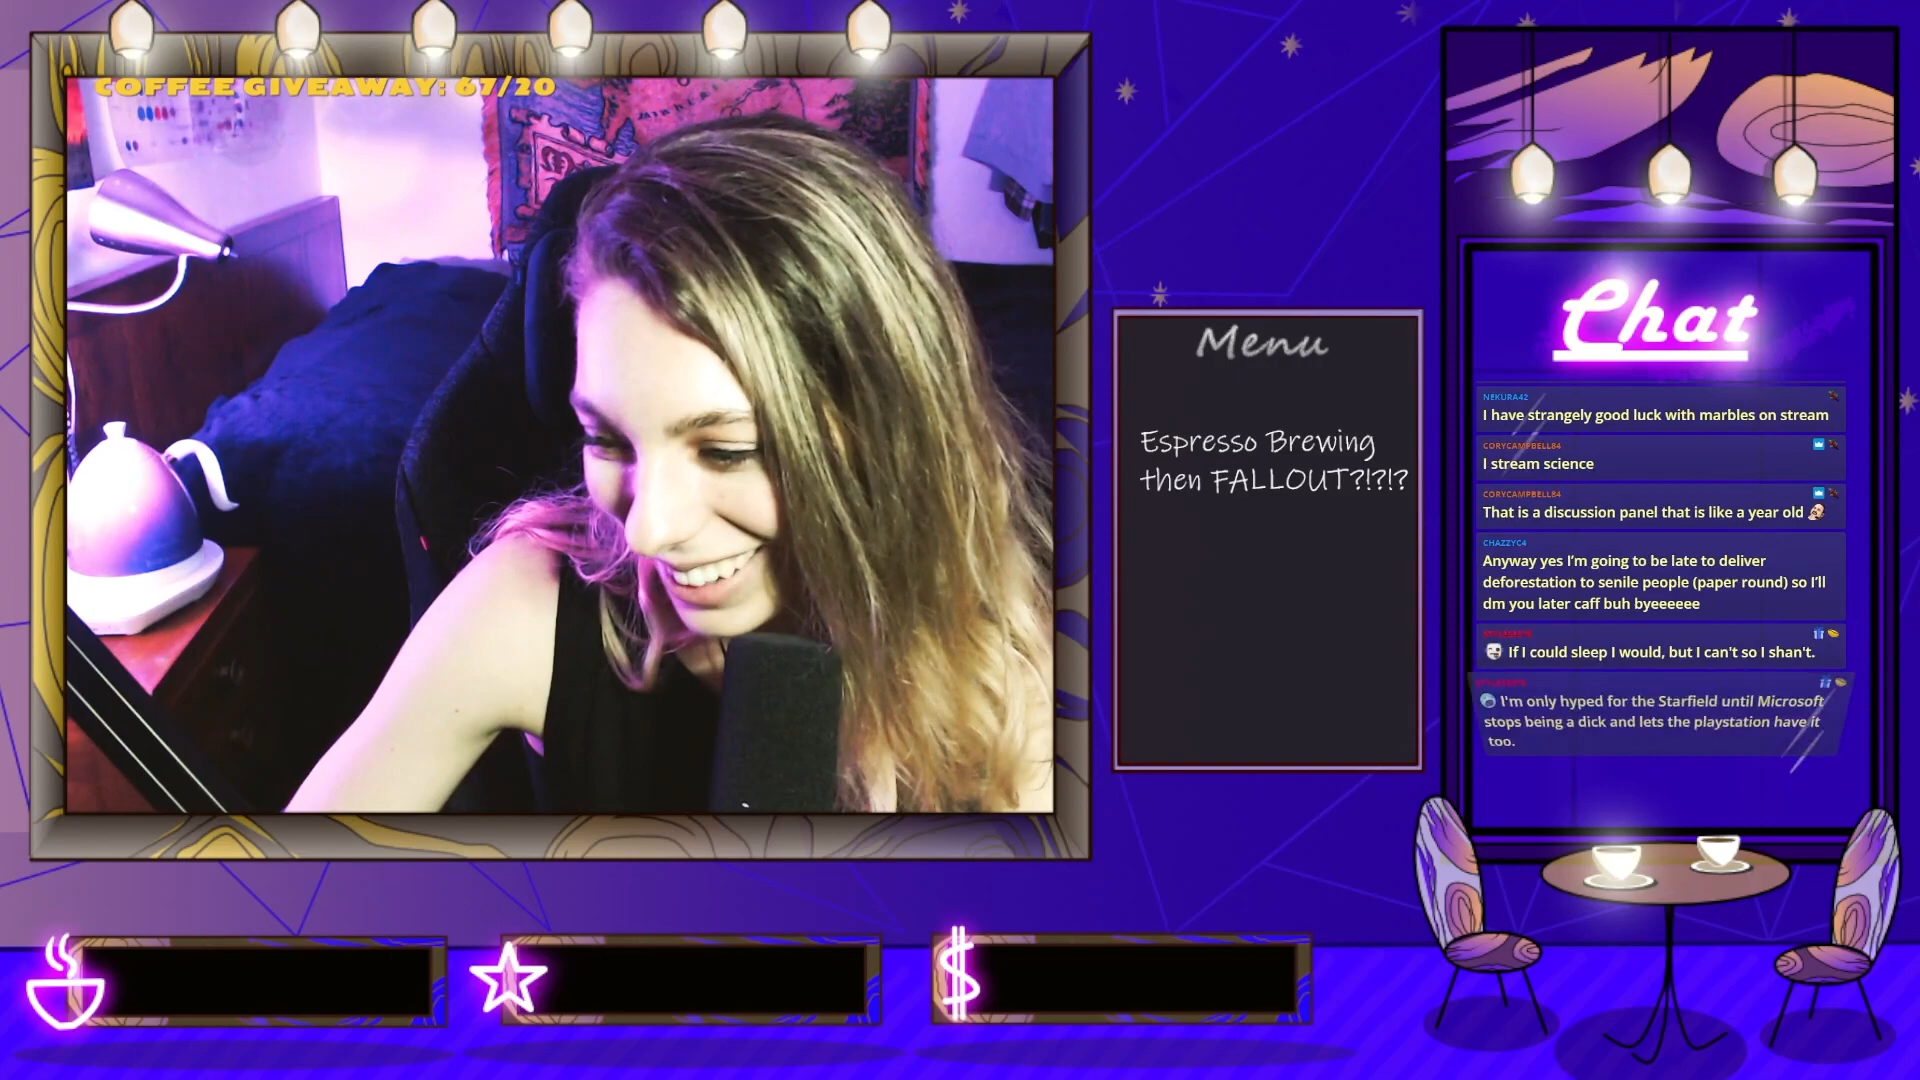 COFFEE GIVEAWAY: 67/20
Menu
Espresso Brewing
then FALLOUT?!?!?
Chat
NEKURA42
I have strangely good luck with marbles on stream
CORYCAMPBELL84
I stream science
CORYCAMPBELL84
That is a discussion panel that is like a year old
CHAZZYC4
Anyway yes I'm going to be late to deliver
deforestation to senile people (paper round) so I'll
dm you later caff buh byeeeeee
If I could sleep I would, but I can't so I shan't.
I'm only hyped for the Starfield until Microsoft
stops being a dick and lets the playstation have it
too.